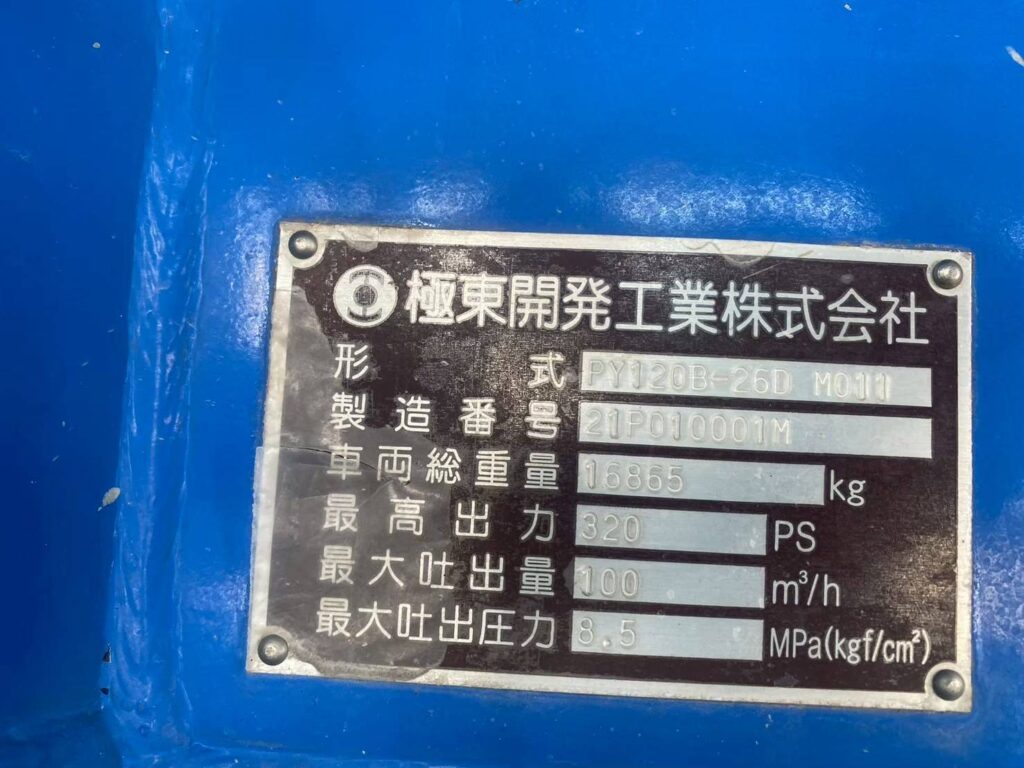 極東開発工業株式会社
形式 PY120B-26D M011
製造番号 21P010001M
車両総重量 16865 kg
最高出力 320 PS
最大吐出量 100 m³/h
最大吐出圧力 8.5 MPa(kgf/cm²)